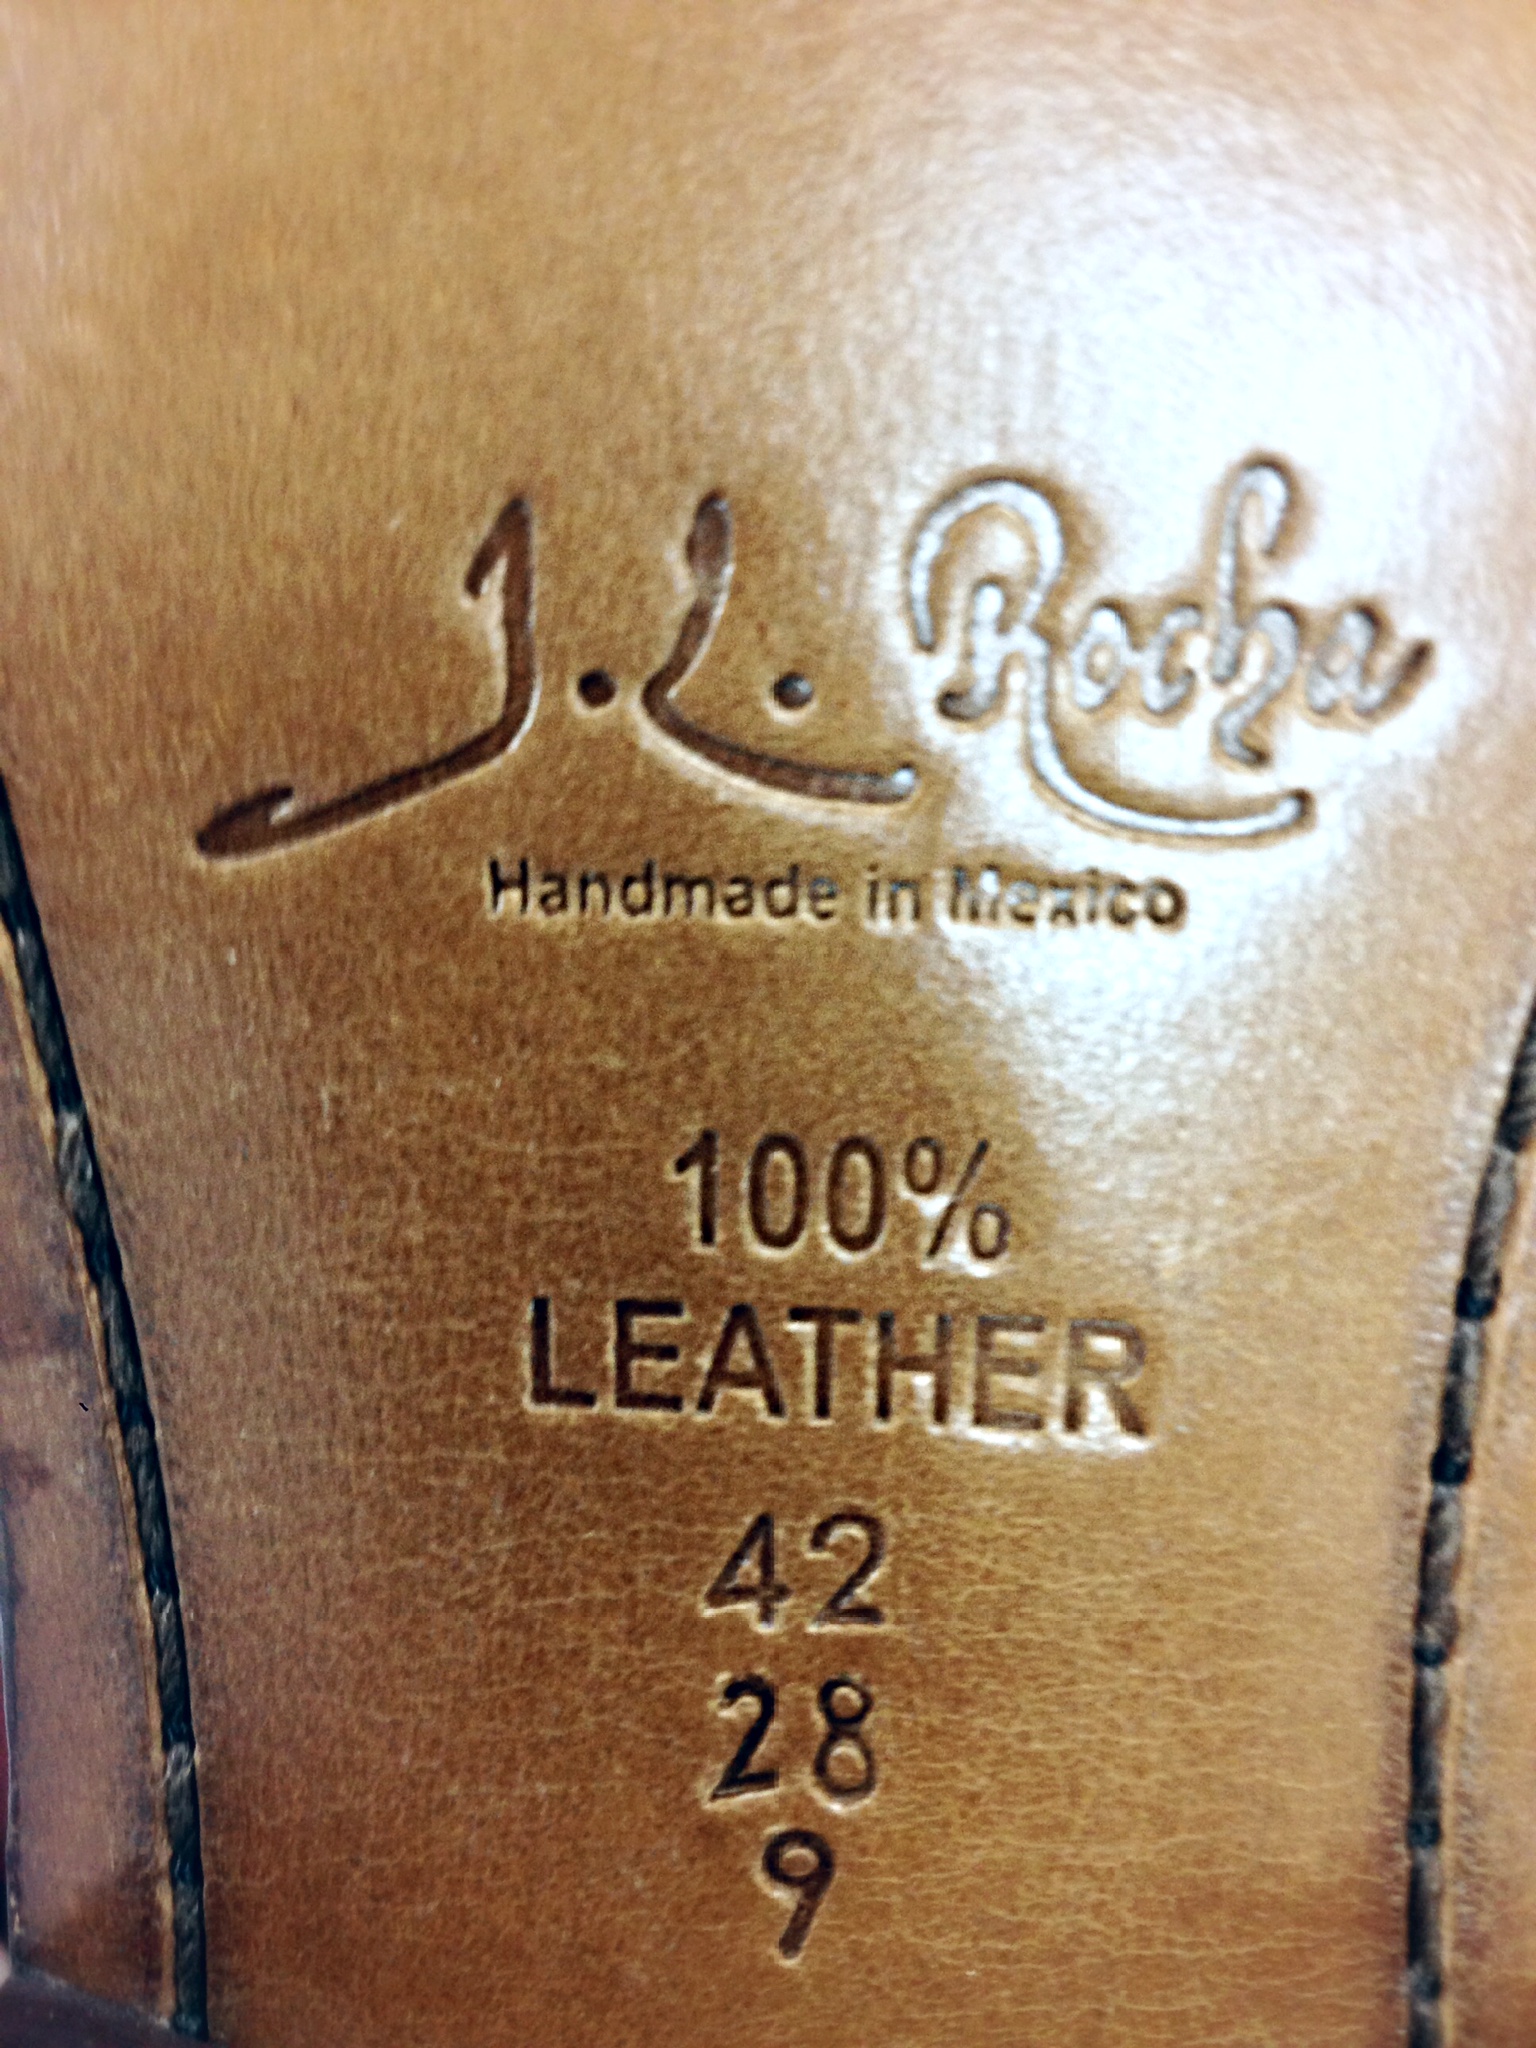 J.L. Rocha
Handmade in Mexico
100%
LEATHER
42
28
9